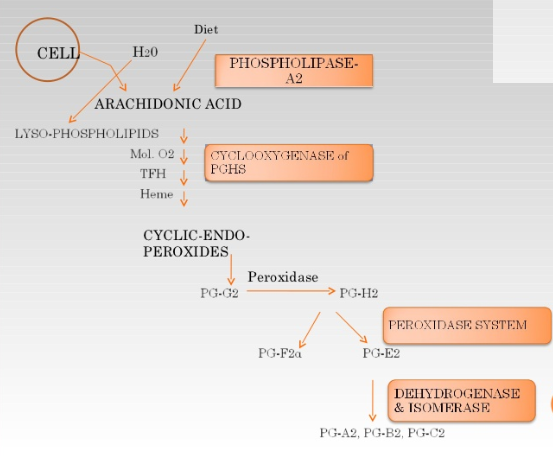 Diet
CELL
H20
PHOSPHOLIPASE-
A2
ARACHIDONIC ACID
LYSO-PHOSPHOLIPIDS
Mol. O2
CYCLOOXYGENASE of
PGHS
TFH
Heme
CYCLIC-ENDO-
PEROXIDES
Peroxidase
PG-G2
PG-H2
PEROXIDASE SYSTEM
PG-F2α
PG-E2
DEHYDROGENASE
& ISOMERASE
PG-A2, PG-B2, PG-C2